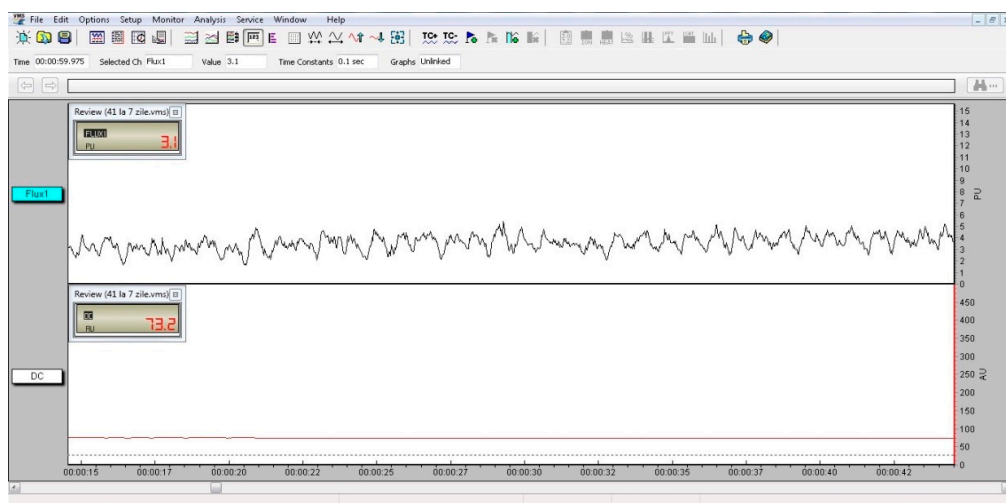 VMS File Edit Options Setup Monitor Analysis Service Window Help
TC+ TC-
Time 00:00:59.975 Selected Ch Flux1 Value 3.1 Time Constants 0.1 sec Graphs Unlinked
Review (41 la 7 zile.vms)
FLUX1
PU 3.1
Flux1
15
14
13
12
11
10
9
8
7
6
5
4
3
2
1
0
PU
Review (41 la 7 zile.vms)
DC
AU 73.2
DC
450
400
350
300
250
200
150
100
50
0
AU
00:00:15 00:00:17 00:00:20 00:00:22 00:00:25 00:00:27 00:00:30 00:00:32 00:00:35 00:00:37 00:00:40 00:00:42